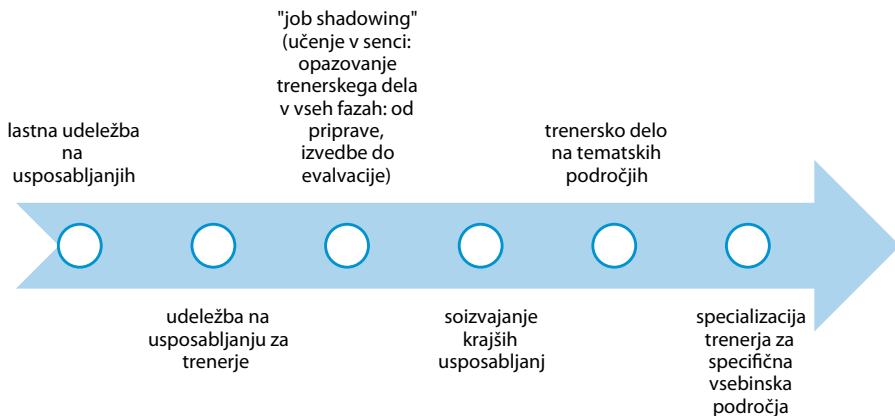 lastna udeležba
na
usposabljanjih
udeležba na
usposabljanju za
trenerje
"job shadowing"
(učenje v senci:
opazovanje
trenerskega dela
v vseh fazah: od
priprave,
izvedbe do
evalvacije)
soizvajanje
krajših
usposabljanj
trenersko delo
na tematskih
področjih
specializacija
trenerja za
specifična
vsebinska
področja